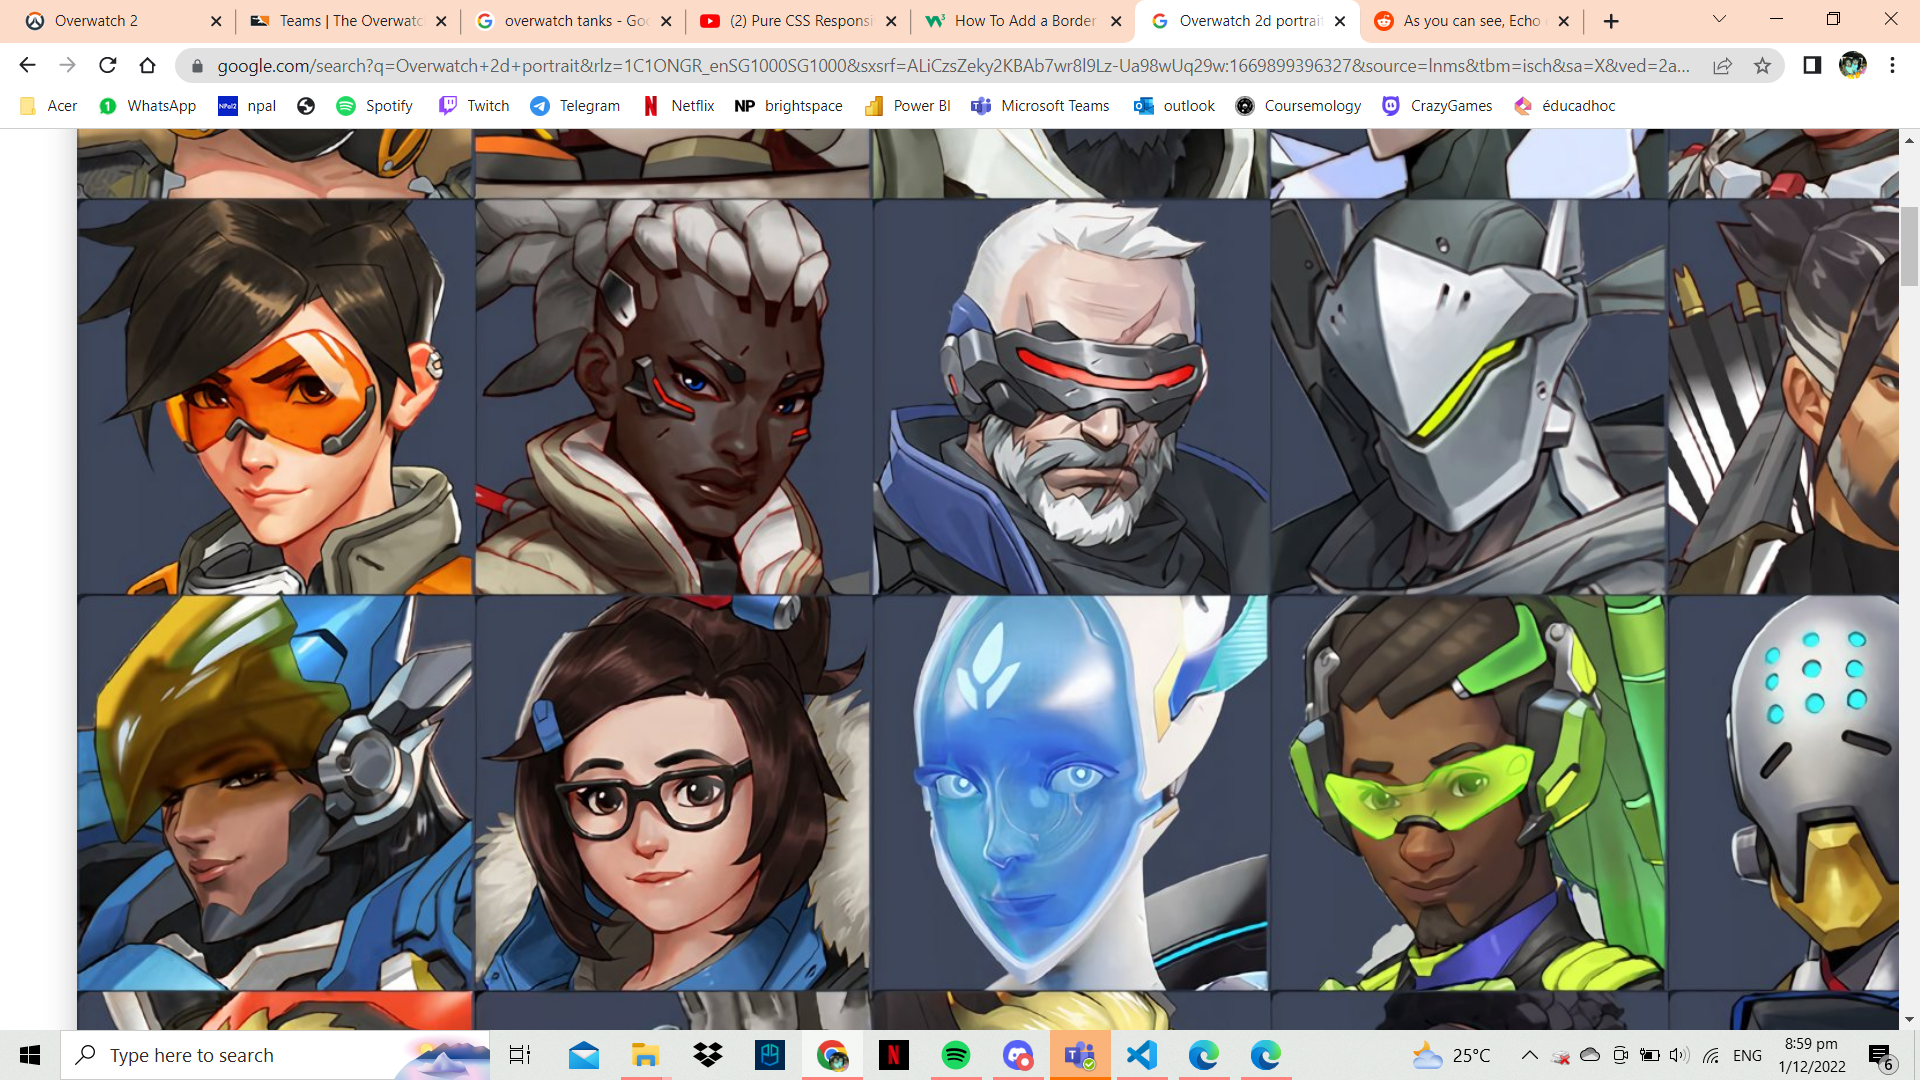 Overwatch 2
Teams | The Overwatc
overwatch tanks - Goo
(2) Pure CSS Responsi
How To Add a Border
Overwatch 2d portrait
As you can see, Echo
google.com/search?q=Overwatch+2d+portrait&rlz=1C1ONGR_enSG1000SG1000&sxsrf=ALiCzsZeky2KBAb7wr8l9Lz-Ua98wUq29w:1669899396327&source=lnms&tbm=isch&sa=X&ved=2a...
Acer
WhatsApp
npal
Spotify
Twitch
Telegram
Netflix
NP brightspace
Power BI
Microsoft Teams
outlook
Coursemology
CrazyGames
éducadhoc
Type here to search
25°C
ENG
8:59 pm
1/12/2022
6